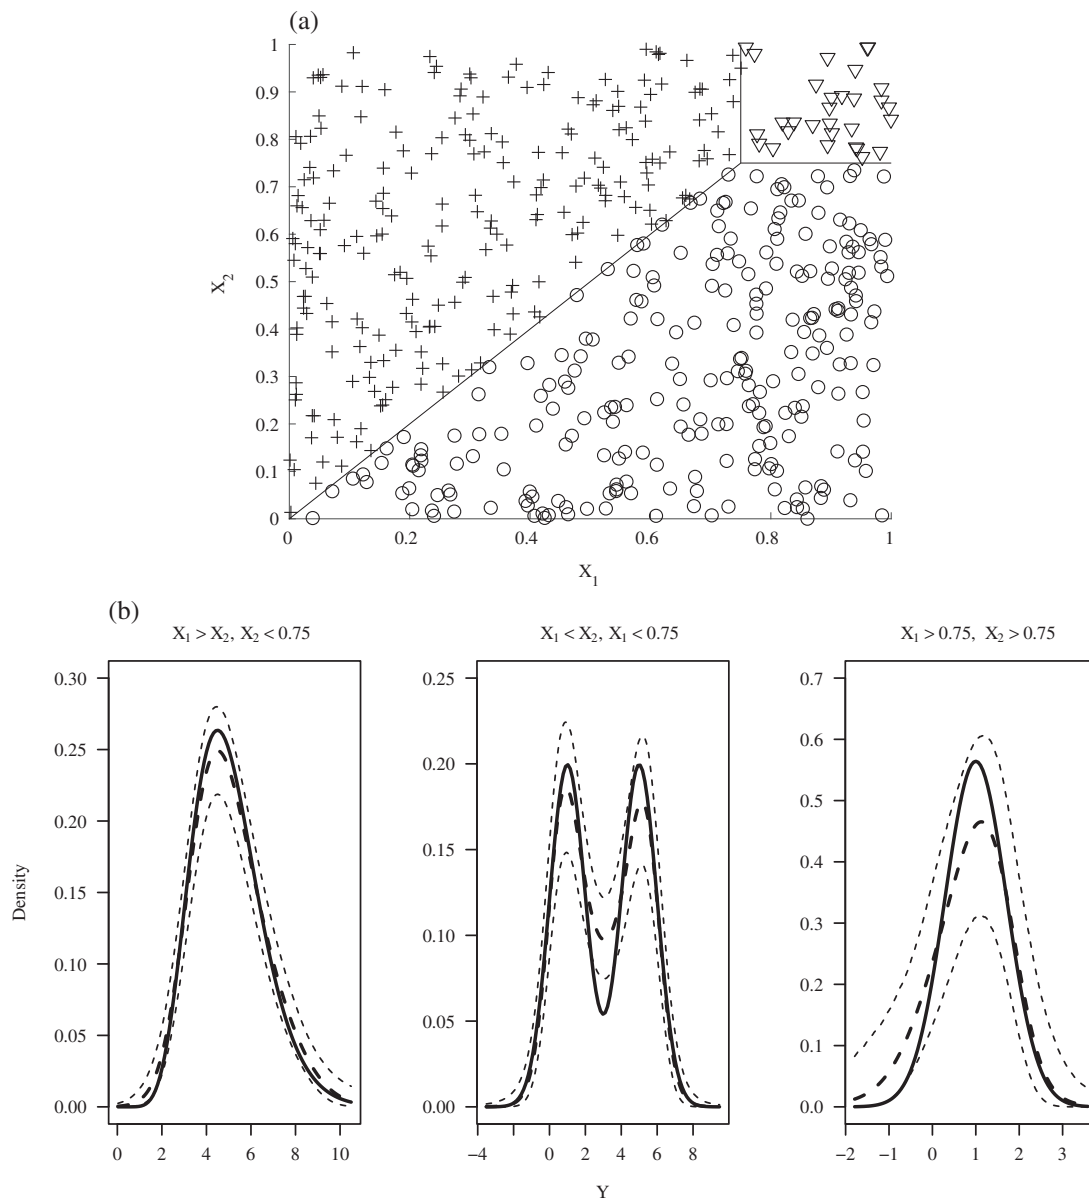 (a)
1
0.9
0.8
0.7
0.6
0.5
0.4
0.3
0.2
0.1
0
X2
0 0.2 0.4 0.6 0.8 1
X1
(b)
X1 > X2, X2 < 0.75
X1 < X2, X1 < 0.75
X1 > 0.75, X2 > 0.75
Density
0.30
0.25
0.20
0.15
0.10
0.05
0.00
0 2 4 6 8 10
0.25
0.20
0.15
0.10
0.05
0.00
−4 0 2 4 6 8
0.7
0.6
0.5
0.4
0.3
0.2
0.1
0.0
−2 −1 0 1 2 3
Y